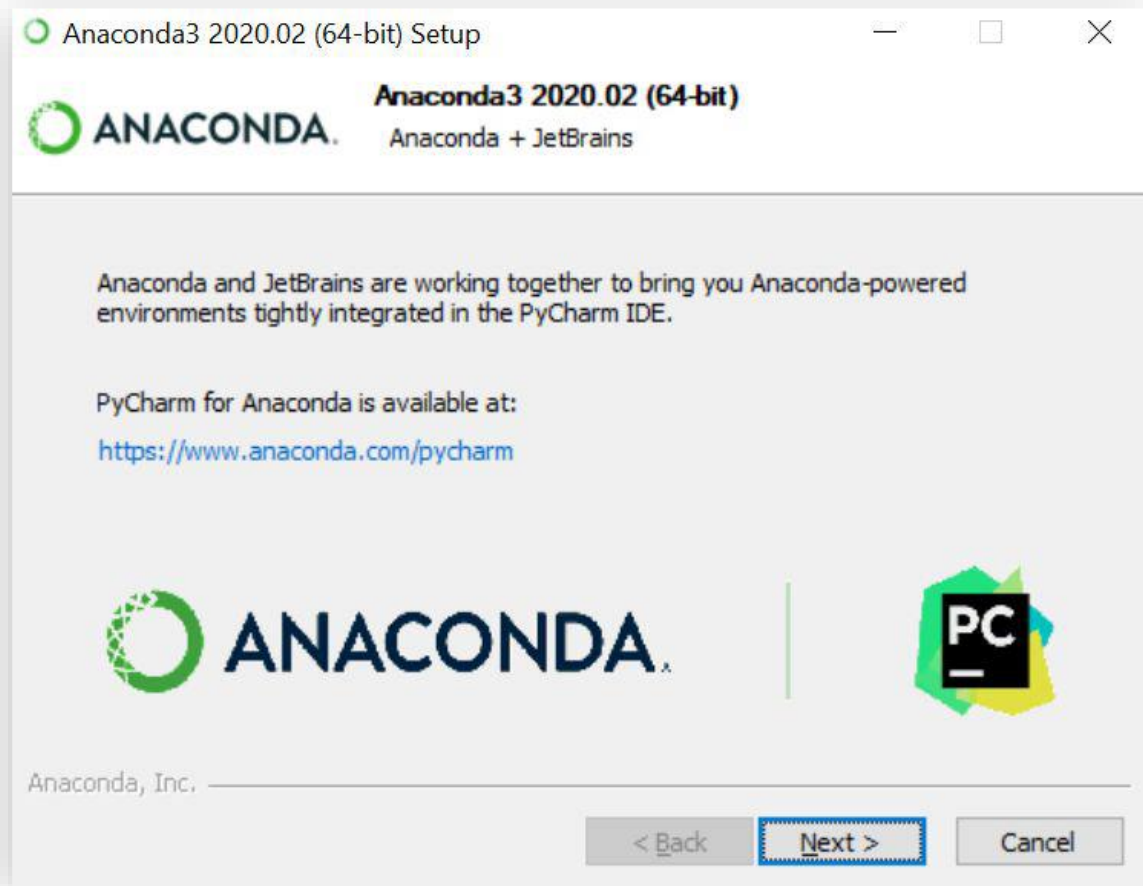 Anaconda3 2020.02 (64-bit) Setup
ANACONDA.
Anaconda3 2020.02 (64-bit)
Anaconda + JetBrains
Anaconda and JetBrains are working together to bring you Anaconda-powered
environments tightly integrated in the PyCharm IDE.
PyCharm for Anaconda is available at:
https://www.anaconda.com/pycharm
ANACONDA.
PC
Anaconda, Inc.
< Back Next > Cancel